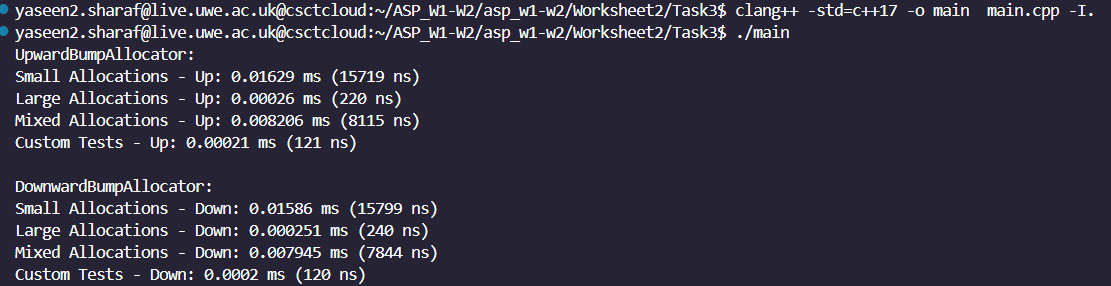 yaseen2.sharaf@live.uwe.ac.uk@csctcloud:~/ASP_W1-W2/asp_w1-w2/Worksheet2/Task3$ clang++ -std=c++17 -o main  main.cpp -I.
yaseen2.sharaf@live.uwe.ac.uk@csctcloud:~/ASP_W1-W2/asp_w1-w2/Worksheet2/Task3$ ./main
UpwardBumpAllocator:
Small Allocations - Up: 0.01629 ms (15719 ns)
Large Allocations - Up: 0.00026 ms (220 ns)
Mixed Allocations - Up: 0.008206 ms (8115 ns)
Custom Tests - Up: 0.00021 ms (121 ns)

DownwardBumpAllocator:
Small Allocations - Down: 0.01586 ms (15799 ns)
Large Allocations - Down: 0.000251 ms (240 ns)
Mixed Allocations - Down: 0.007945 ms (7844 ns)
Custom Tests - Down: 0.0002 ms (120 ns)